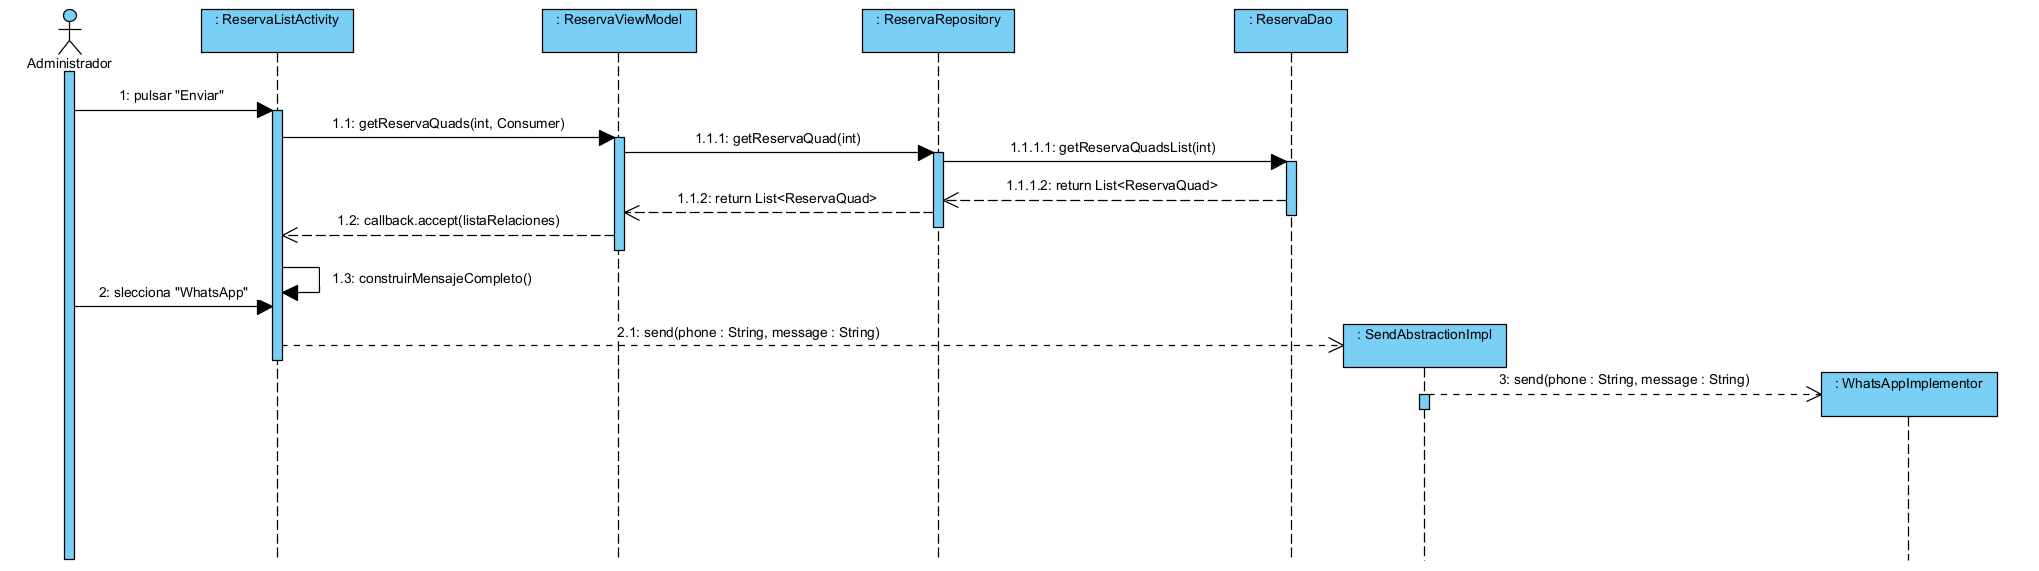 : ReservaListActivity
: ReservaViewModel
: ReservaRepository
: ReservaDao
Administrador
1: pulsar "Enviar"
1.1: getReservaQuads(int, Consumer)
1.1.1: getReservaQuad(int)
1.1.1.1: getReservaQuadsList(int)
1.1.1.2: return List<ReservaQuad>
1.1.2: return List<ReservaQuad>
1.2: callback.accept(listaRelaciones)
1.3: construirMensajeCompleto()
2: slecciona "WhatsApp"
2.1: send(phone : String, message : String)
: SendAbstractionImpl
3: send(phone : String, message : String)
: WhatsAppImplementor